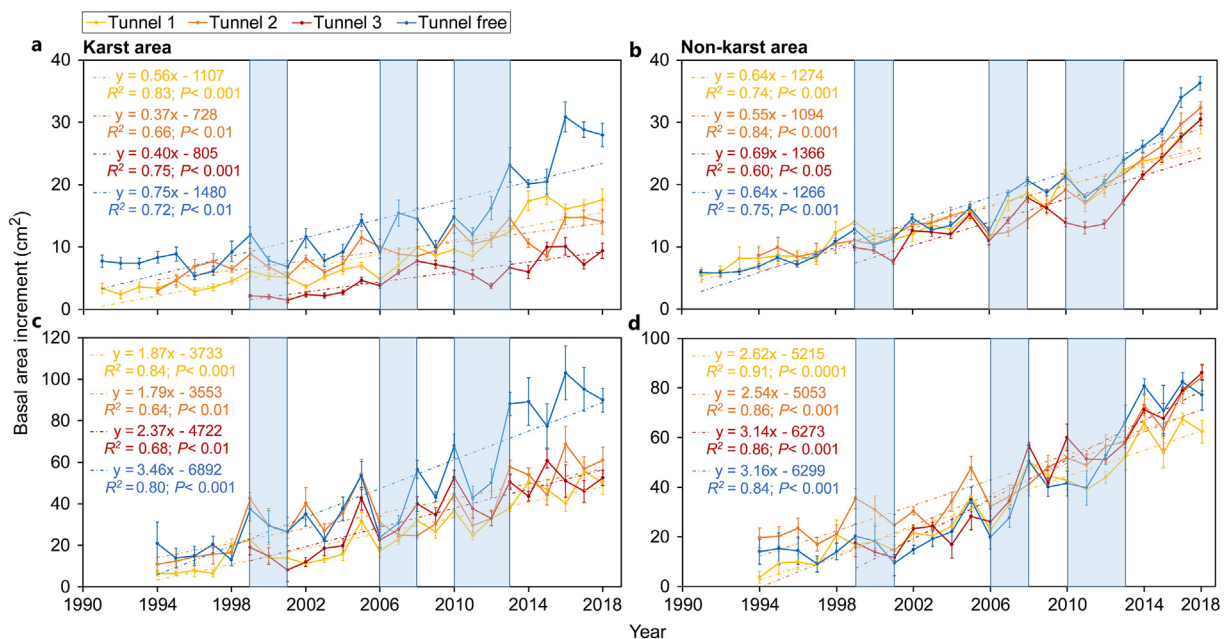 Tunnel 1 Tunnel 2 Tunnel 3 Tunnel free
a Karst area
b Non-karst area
40
30
20
10
0
y = 0.56x - 1107
R² = 0.83; P< 0.001
y = 0.37x - 728
R² = 0.66; P< 0.01
y = 0.40x - 805
R² = 0.75; P< 0.001
y = 0.75x - 1480
R² = 0.72; P< 0.01
40
30
20
10
0
y = 0.64x - 1274
R² = 0.74; P< 0.001
y = 0.55x - 1094
R² = 0.84; P< 0.001
y = 0.69x - 1366
R² = 0.60; P< 0.05
y = 0.64x - 1266
R² = 0.75; P< 0.001
Basal area increment (cm²)
c
120
100
80
60
40
20
0
y = 1.87x - 3733
R² = 0.84; P< 0.001
y = 1.79x - 3553
R² = 0.64; P< 0.01
y = 2.37x - 4722
R² = 0.68; P< 0.01
y = 3.46x - 6892
R² = 0.80; P< 0.001
1990 1994 1998 2002 2006 2010 2014 2018
d
100
80
60
40
20
0
y = 2.62x - 5215
R² = 0.91; P< 0.0001
y = 2.54x - 5053
R² = 0.86; P< 0.001
y = 3.14x - 6273
R² = 0.86; P< 0.001
y = 3.16x - 6299
R² = 0.84; P< 0.001
1990 1994 1998 2002 2006 2010 2014 2018
Year